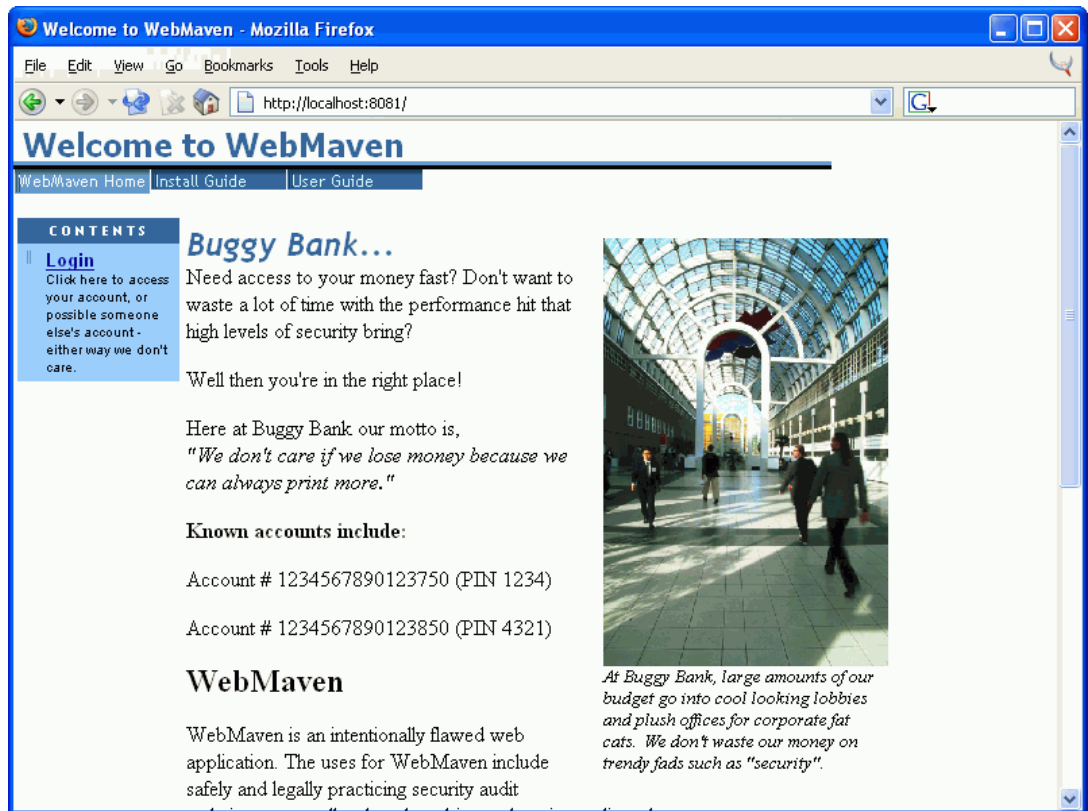 Welcome to WebMaven - Mozilla Firefox
File Edit View Go Bookmarks Tools Help
http://localhost:8081/
G
Welcome to WebMaven
WebMaven Home Install Guide User Guide
CONTENTS
Login
Click here to access
your account, or
possible someone
else's account -
either way we don't
care.
Buggy Bank...
Need access to your money fast? Don't want to
waste a lot of time with the performance hit that
high levels of security bring?
Well then you're in the right place!
Here at Buggy Bank our motto is,
"We don't care if we lose money because we
can always print more."
Known accounts include:
Account # 1234567890123750 (PIN 1234)
Account # 1234567890123850 (PIN 4321)
WebMaven
WebMaven is an intentionally flawed web
application. The uses for WebMaven include
safely and legally practicing security audit
At Buggy Bank, large amounts of our
budget go into cool looking lobbies
and plush offices for corporate fat
cats. We don't waste our money on
trendy fads such as "security".